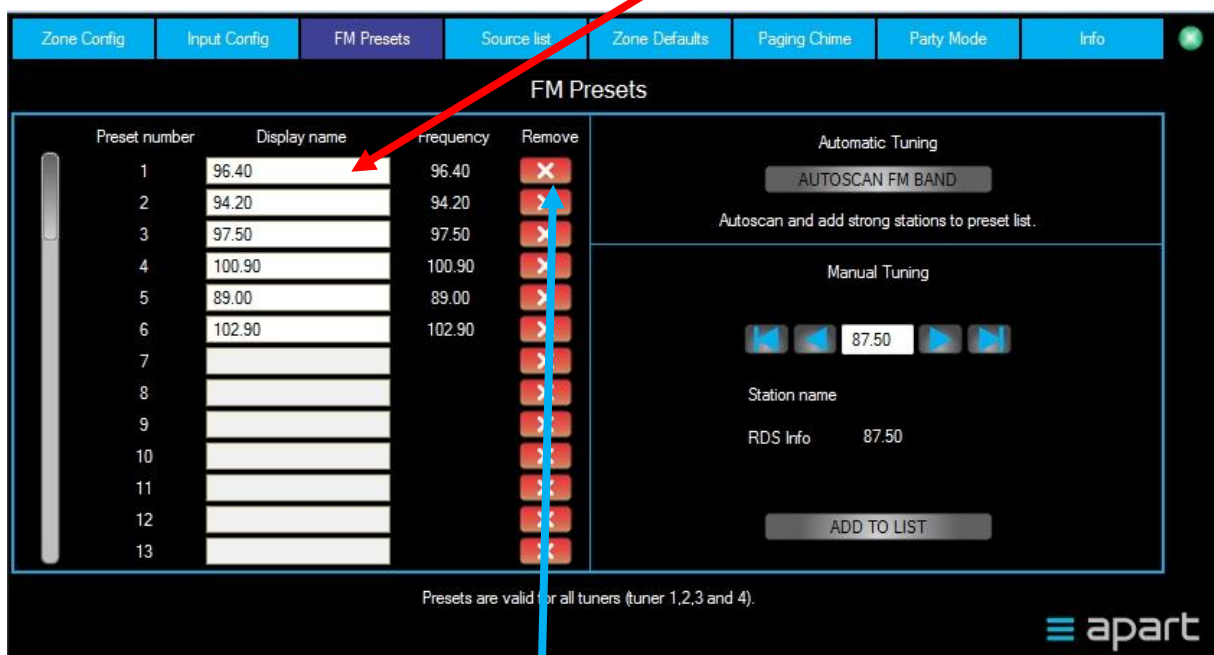 Zone Config Input Config FM Presets Source list Zone Defaults Paging Chime Party Mode Info
FM Presets
Preset number Display name Frequency Remove
1 96.40 96.40
2 94.20 94.20
3 97.50 97.50
4 100.90 100.90
5 89.00 89.00
6 102.90 102.90
7
8
9
10
11
12
13
Automatic Tuning
AUTOSCAN FM BAND
Autoscan and add strong stations to preset list.
Manual Tuning
87.50
Station name
RDS Info 87.50
ADD TO LIST
Presets are valid for all tuners (tuner 1,2,3 and 4).
apart